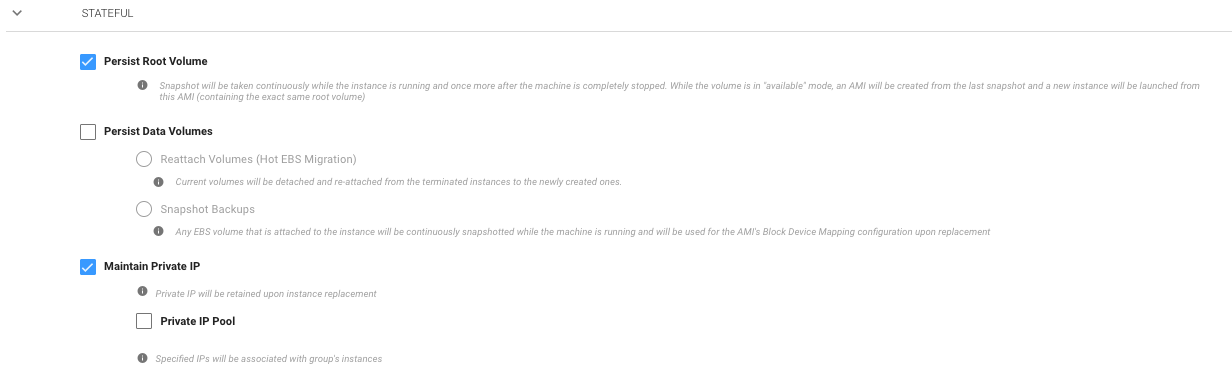 STATEFUL
Persist Root Volume
Snapshot will be taken continuously while the instance is running and once more after the machine is completely stopped. While the volume is in "available" mode, an AMI will be created from the last snapshot and a new instance will be launched from
this AMI (containing the exact same root volume)
Persist Data Volumes
Reattach Volumes (Hot EBS Migration)
Current volumes will be detached and re-attached from the terminated instances to the newly created ones.
Snapshot Backups
Any EBS volume that is attached to the instance will be continuously snapshotted while the machine is running and will be used for the AMI's Block Device Mapping configuration upon replacement
Maintain Private IP
Private IP will be retained upon instance replacement
Private IP Pool
Specified IPs will be associated with group's instances